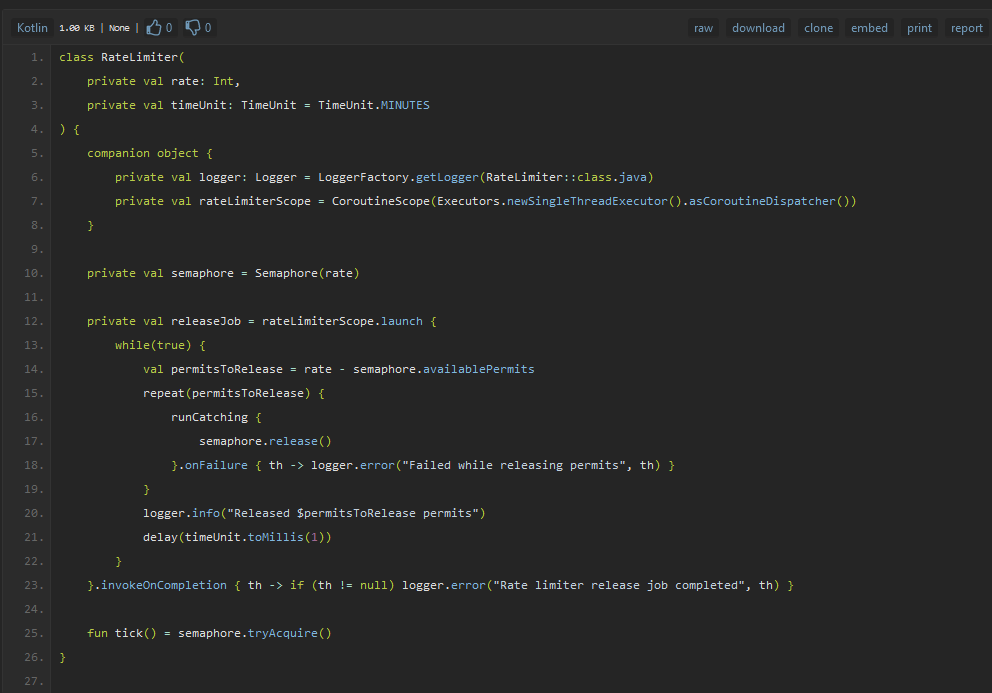 Kotlin 1.00 KB | None | 0 0 raw download clone embed print report
1. class RateLimiter(
2.     private val rate: Int,
3.     private val timeUnit: TimeUnit = TimeUnit.MINUTES
4. ) {
5.     companion object {
6.         private val logger: Logger = LoggerFactory.getLogger(RateLimiter::class.java)
7.         private val rateLimiterScope = CoroutineScope(Executors.newSingleThreadExecutor().asCoroutineDispatcher())
8.     }
9.
10.     private val semaphore = Semaphore(rate)
11.
12.     private val releaseJob = rateLimiterScope.launch {
13.         while(true) {
14.             val permitsToRelease = rate - semaphore.availablePermits
15.             repeat(permitsToRelease) {
16.                 runCatching {
17.                     semaphore.release()
18.                 }.onFailure { th -> logger.error("Failed while releasing permits", th) }
19.             }
20.             logger.info("Released $permitsToRelease permits")
21.             delay(timeUnit.toMillis(1))
22.         }
23.     }.invokeOnCompletion { th -> if (th != null) logger.error("Rate limiter release job completed", th) }
24.
25.     fun tick() = semaphore.tryAcquire()
26. }
27.